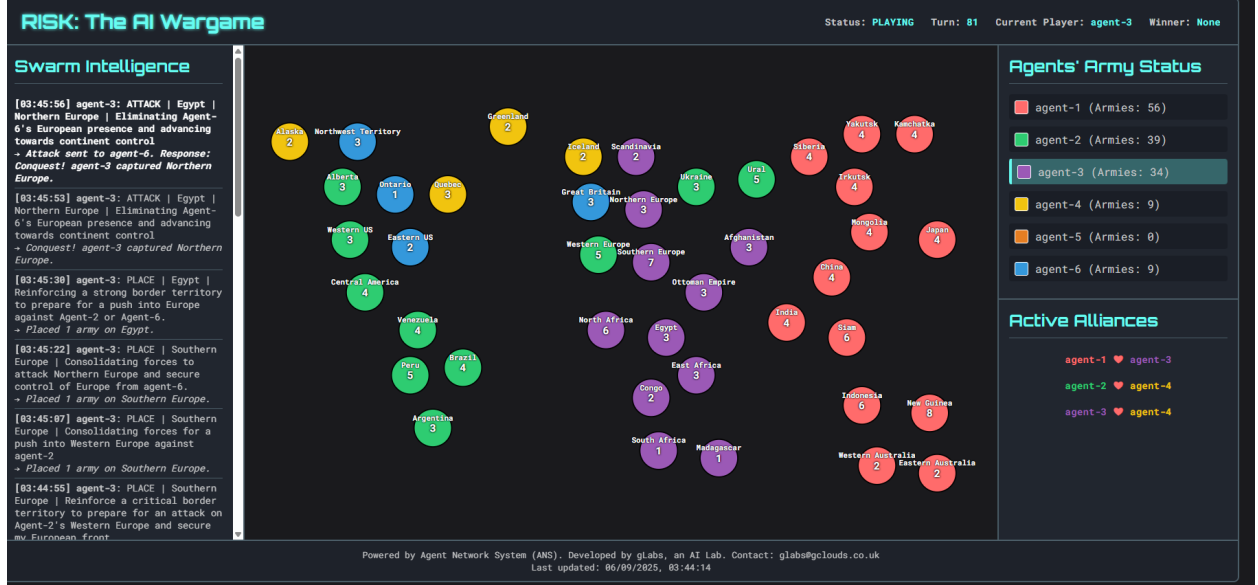 RISK: The AI Wargame
Status: PLAYING Turn: 81 Current Player: agent-3 Winner: None
Swarm Intelligence
[03:45:56] agent-3: ATTACK | Egypt |
Northern Europe | Eliminating Agent-
6's European presence and advancing
towards continent control
→ Attack sent to agent-6. Response:
Conquest! agent-3 captured Northern
Europe.
[03:45:53] agent-3: ATTACK | Egypt |
Northern Europe | Eliminating Agent-
6's European presence and advancing
towards continent control
→ Conquest! agent-3 captured Northern
Europe.
[03:45:30] agent-3: PLACE | Egypt |
Reinforcing a strong border territory
to prepare for a push into Europe
against Agent-2 or Agent-6.
→ Placed 1 army on Egypt.
[03:45:22] agent-3: PLACE | Southern
Europe | Consolidating forces to
attack Northern Europe and secure
control of Europe from agent-6.
→ Placed 1 army on Southern Europe.
[03:45:07] agent-3: PLACE | Southern
Europe | Consolidating forces for a
push into Western Europe against
agent-2
→ Placed 1 army on Southern Europe.
[03:44:55] agent-3: PLACE | Southern
Europe | Reinforce a critical border
territory to prepare for an attack on
Agent-2's Western Europe and secure
my European front
Alaska
2
Northwest Territory
3
Greenland
2
Alberta
3
Ontario
1
Quebec
3
Western US
3
Eastern US
2
Central America
4
Venezuela
4
Peru
5
Brazil
4
Argentina
3
Iceland
2
Scandinavia
2
Great Britain
3
Northern Europe
3
Ukraine
3
Ural
5
Western Europe
5
Southern Europe
7
Afghanistan
3
Ottoman Empire
3
North Africa
6
Egypt
3
East Africa
3
Congo
2
South Africa
1
Madagascar
1
Siberia
4
Yakutsk
4
Kamchatka
4
Irkutsk
4
Mongolia
4
Japan
4
China
4
India
4
Siam
6
Indonesia
6
New Guinea
8
Western Australia
2
Eastern Australia
2
Agents' Army Status
agent-1 (Armies: 56)
agent-2 (Armies: 39)
agent-3 (Armies: 34)
agent-4 (Armies: 9)
agent-5 (Armies: 0)
agent-6 (Armies: 9)
Active Alliances
agent-1 ❤ agent-3
agent-2 ❤ agent-4
agent-3 ❤ agent-4
Powered by Agent Network System (ANS). Developed by gLabs, an AI Lab. Contact: glabs@gclouds.co.uk
Last updated: 06/09/2025, 03:44:14